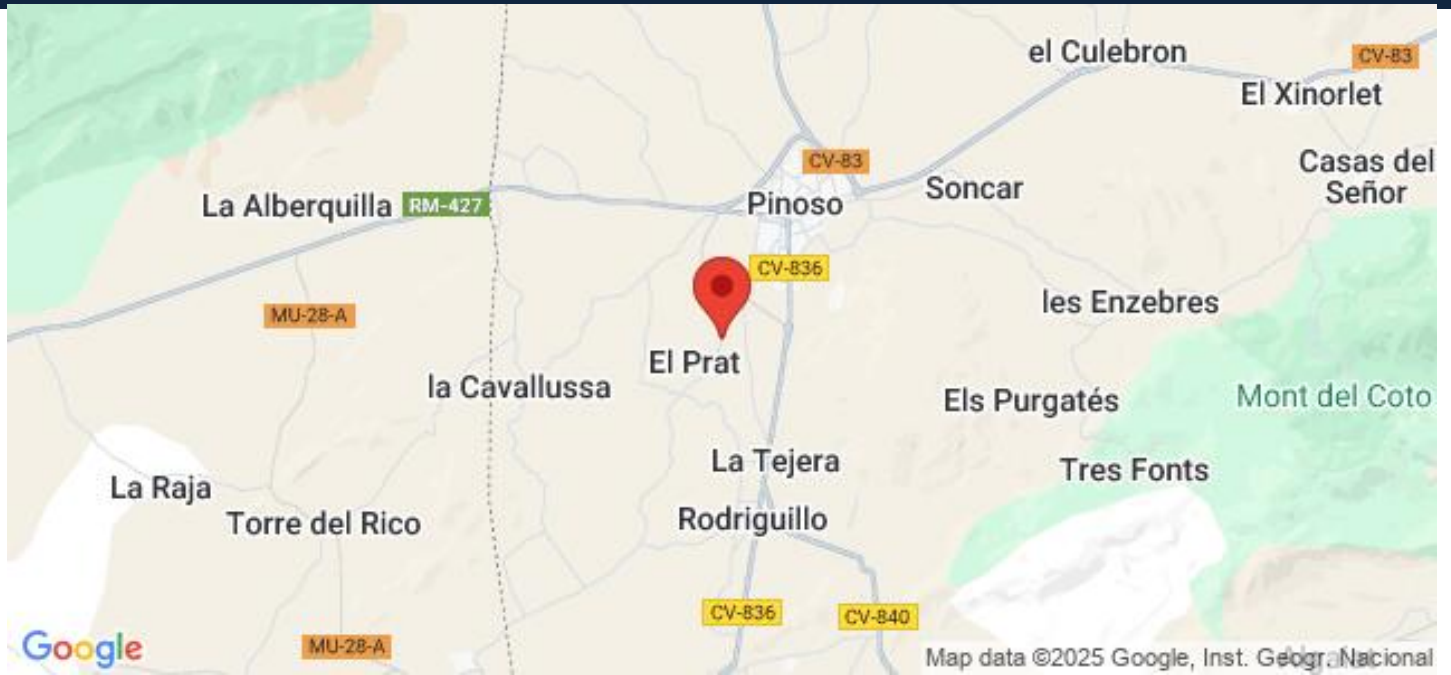 el Culebron
CV-83
El Xinorlet
CV-83
Casas del
Señor
La Alberquilla
RM-427
Pinoso
Soncar
CV-836
les Enzebres
MU-28-A
El Prat
la Cavallussa
Els Purgatés
Mont del Coto
La Tejera
Tres Fonts
La Raja
Torre del Rico
Rodriguillo
CV-836
CV-840
Google
MU-28-A
Map data ©2025 Google, Inst. Geogr. Nacional